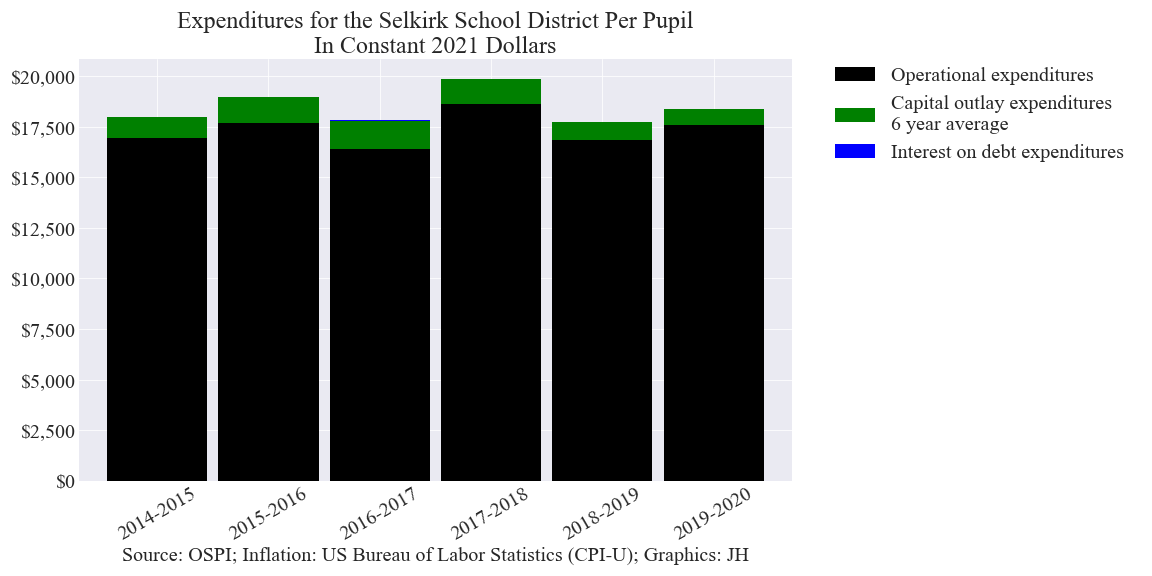 Expenditures for the Selkirk School District Per Pupil
In Constant 2021 Dollars
$20,000
$17,500
$15,000
$12,500
$10,000
$7,500
$5,000
$2,500
$0
2014-2015
2015-2016
2016-2017
2017-2018
2018-2019
2019-2020
Source: OSPI; Inflation: US Bureau of Labor Statistics (CPI-U); Graphics: JH
Operational expenditures
Capital outlay expenditures
6 year average
Interest on debt expenditures